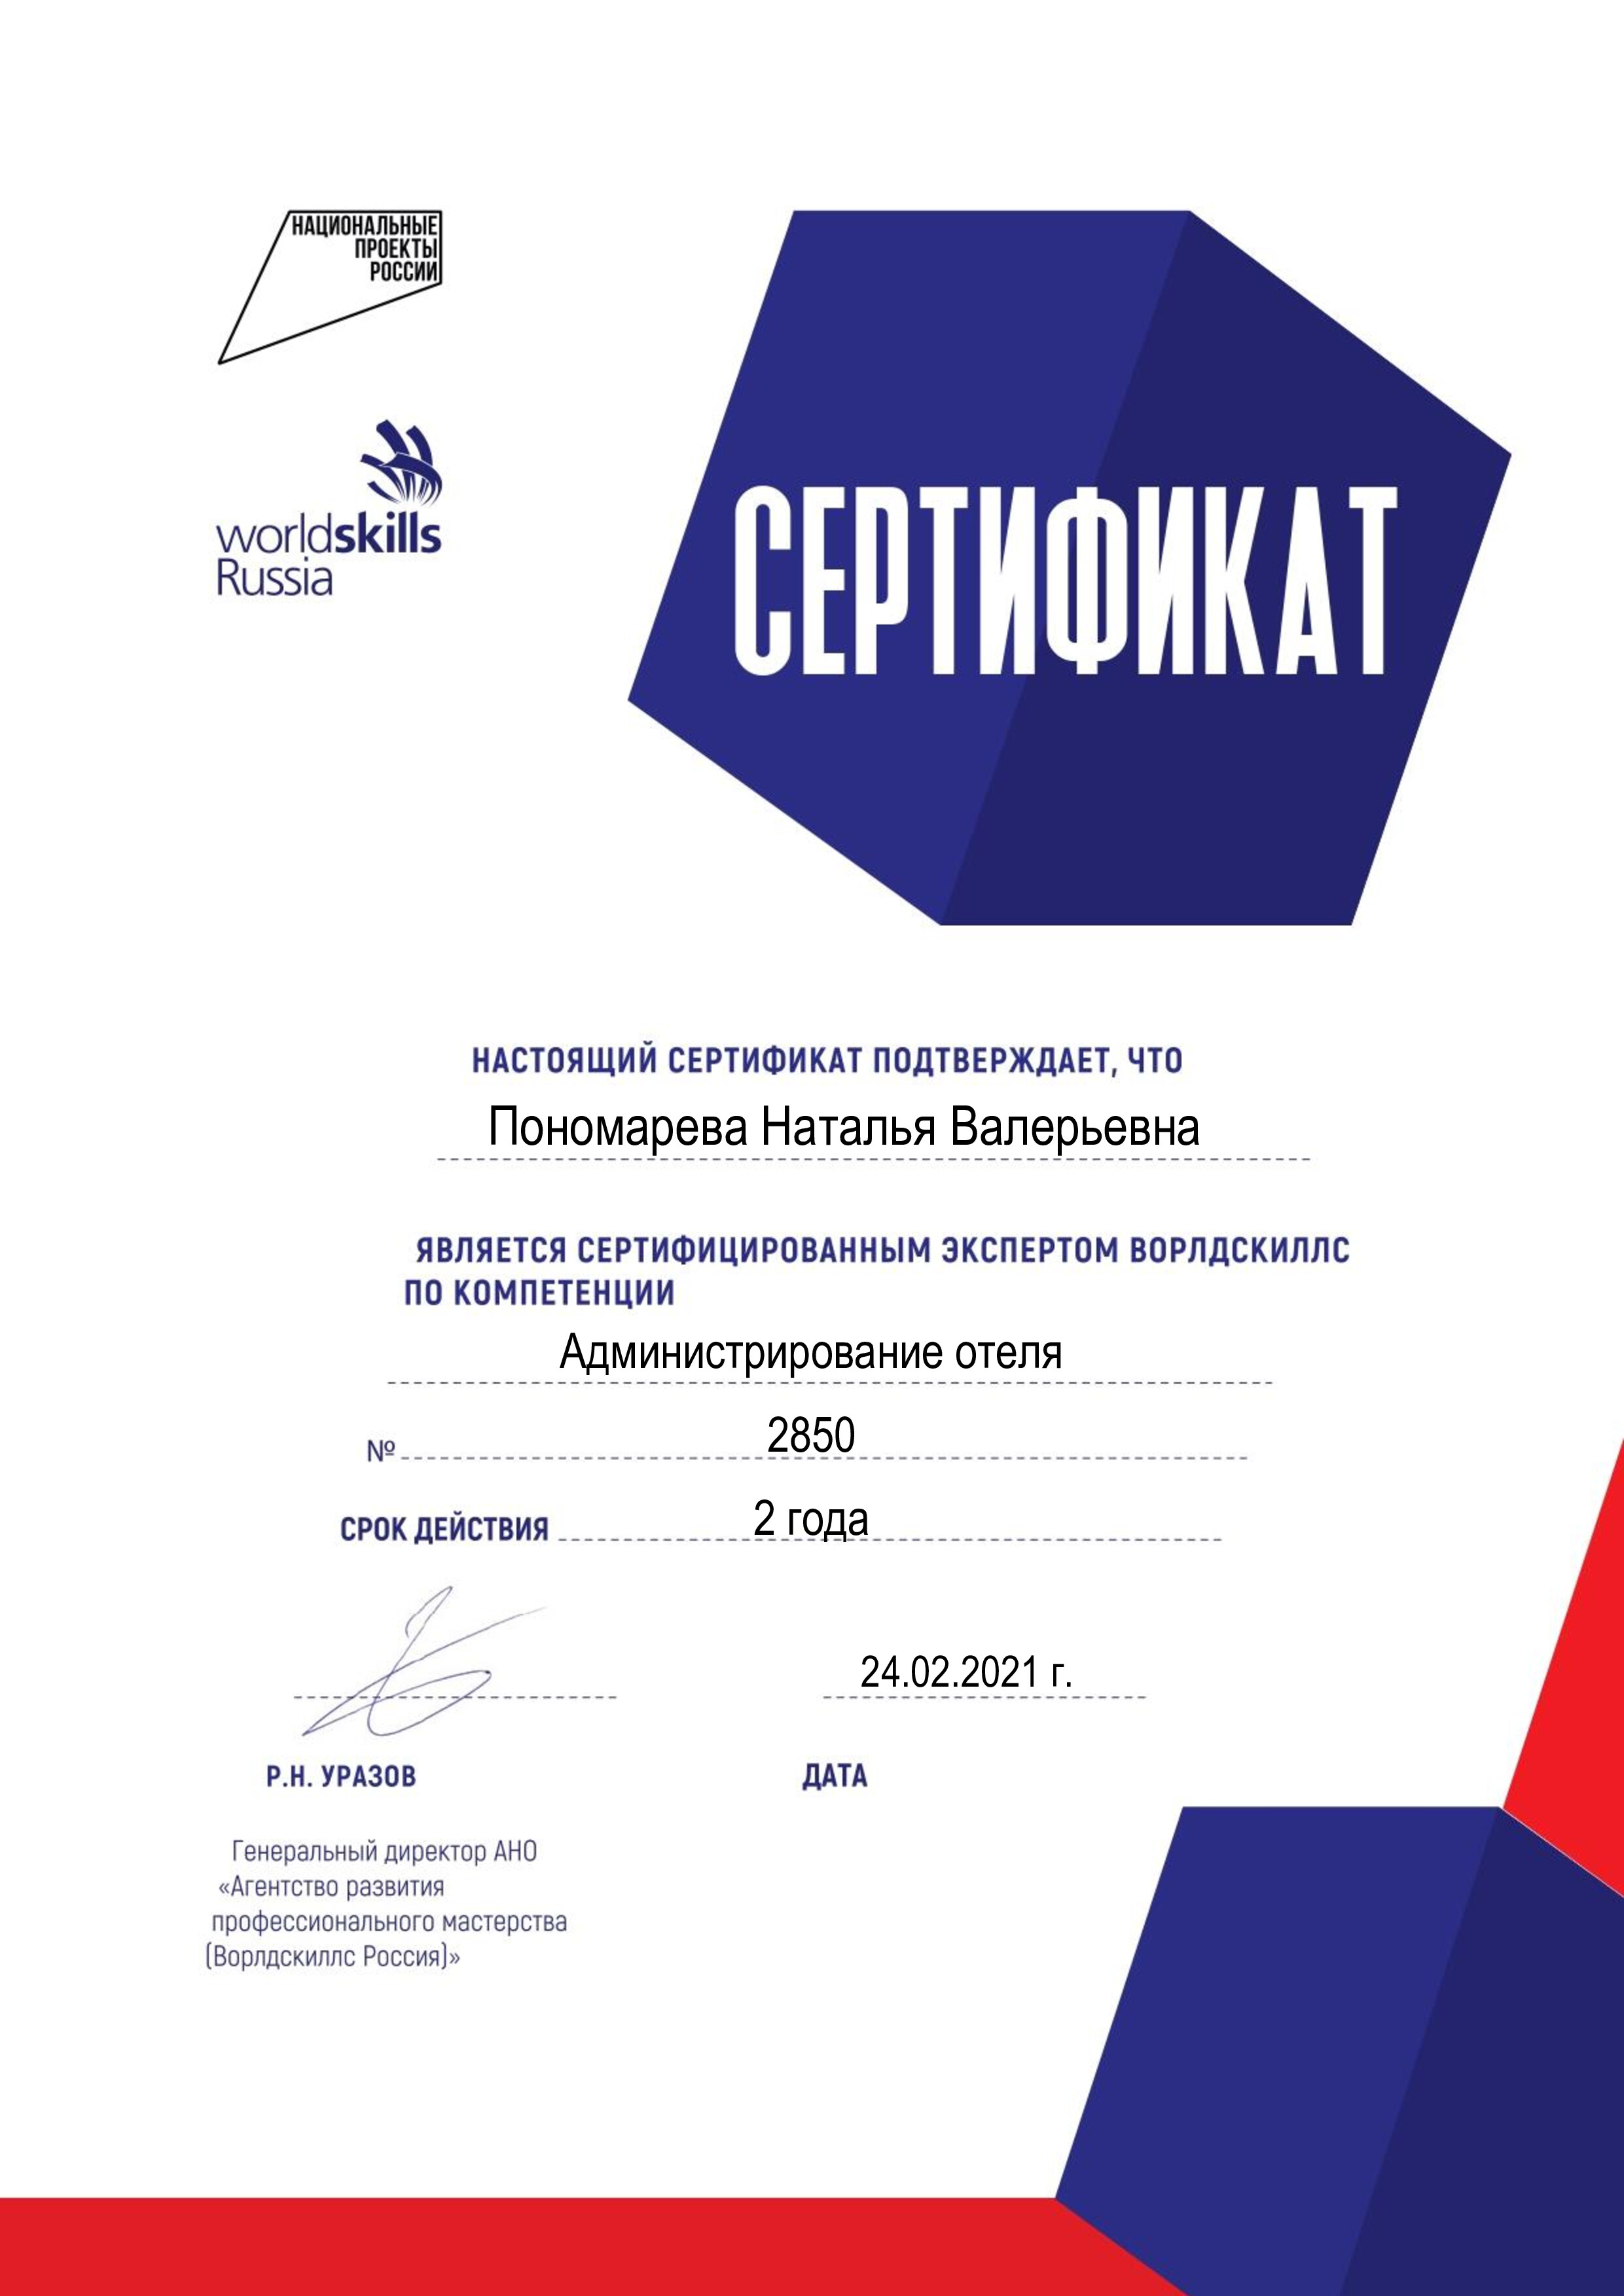 НАЦИОНАЛЬНЫЕ
ПРОЕКТЫ
РОССИИ
worldskills
Russia
СЕРТИФИКАТ
НАСТОЯЩИЙ СЕРТИФИКАТ ПОДТВЕРЖДАЕТ, ЧТО
Пономарева Наталья Валерьевна
ЯВЛЯЕТСЯ СЕРТИФИЦИРОВАННЫМ ЭКСПЕРТОМ ВОРЛДСКИЛЛС
ПО КОМПЕТЕНЦИИ
Администрирование отеля
№ 2850
СРОК ДЕЙСТВИЯ 2 года
24.02.2021 г.
Р.Н. УРАЗОВ ДАТА
Генеральный директор АНО
«Агентство развития
профессионального мастерства
(Ворлдскиллс Россия)»